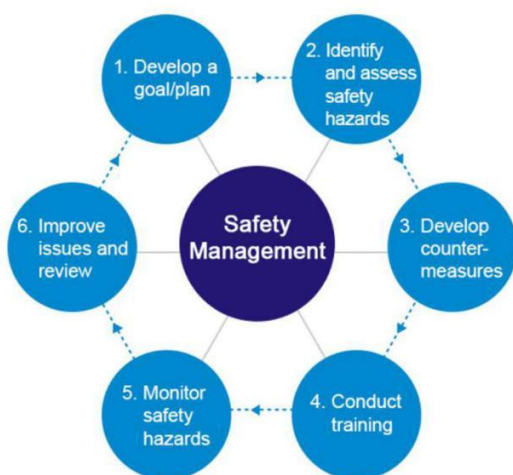 1. Develop a
goal/plan
2. Identify
and assess
safety
hazards
3. Develop
counter-
measures
4. Conduct
training
5. Monitor
safety
hazards
6. Improve
issues and
review
Safety
Management